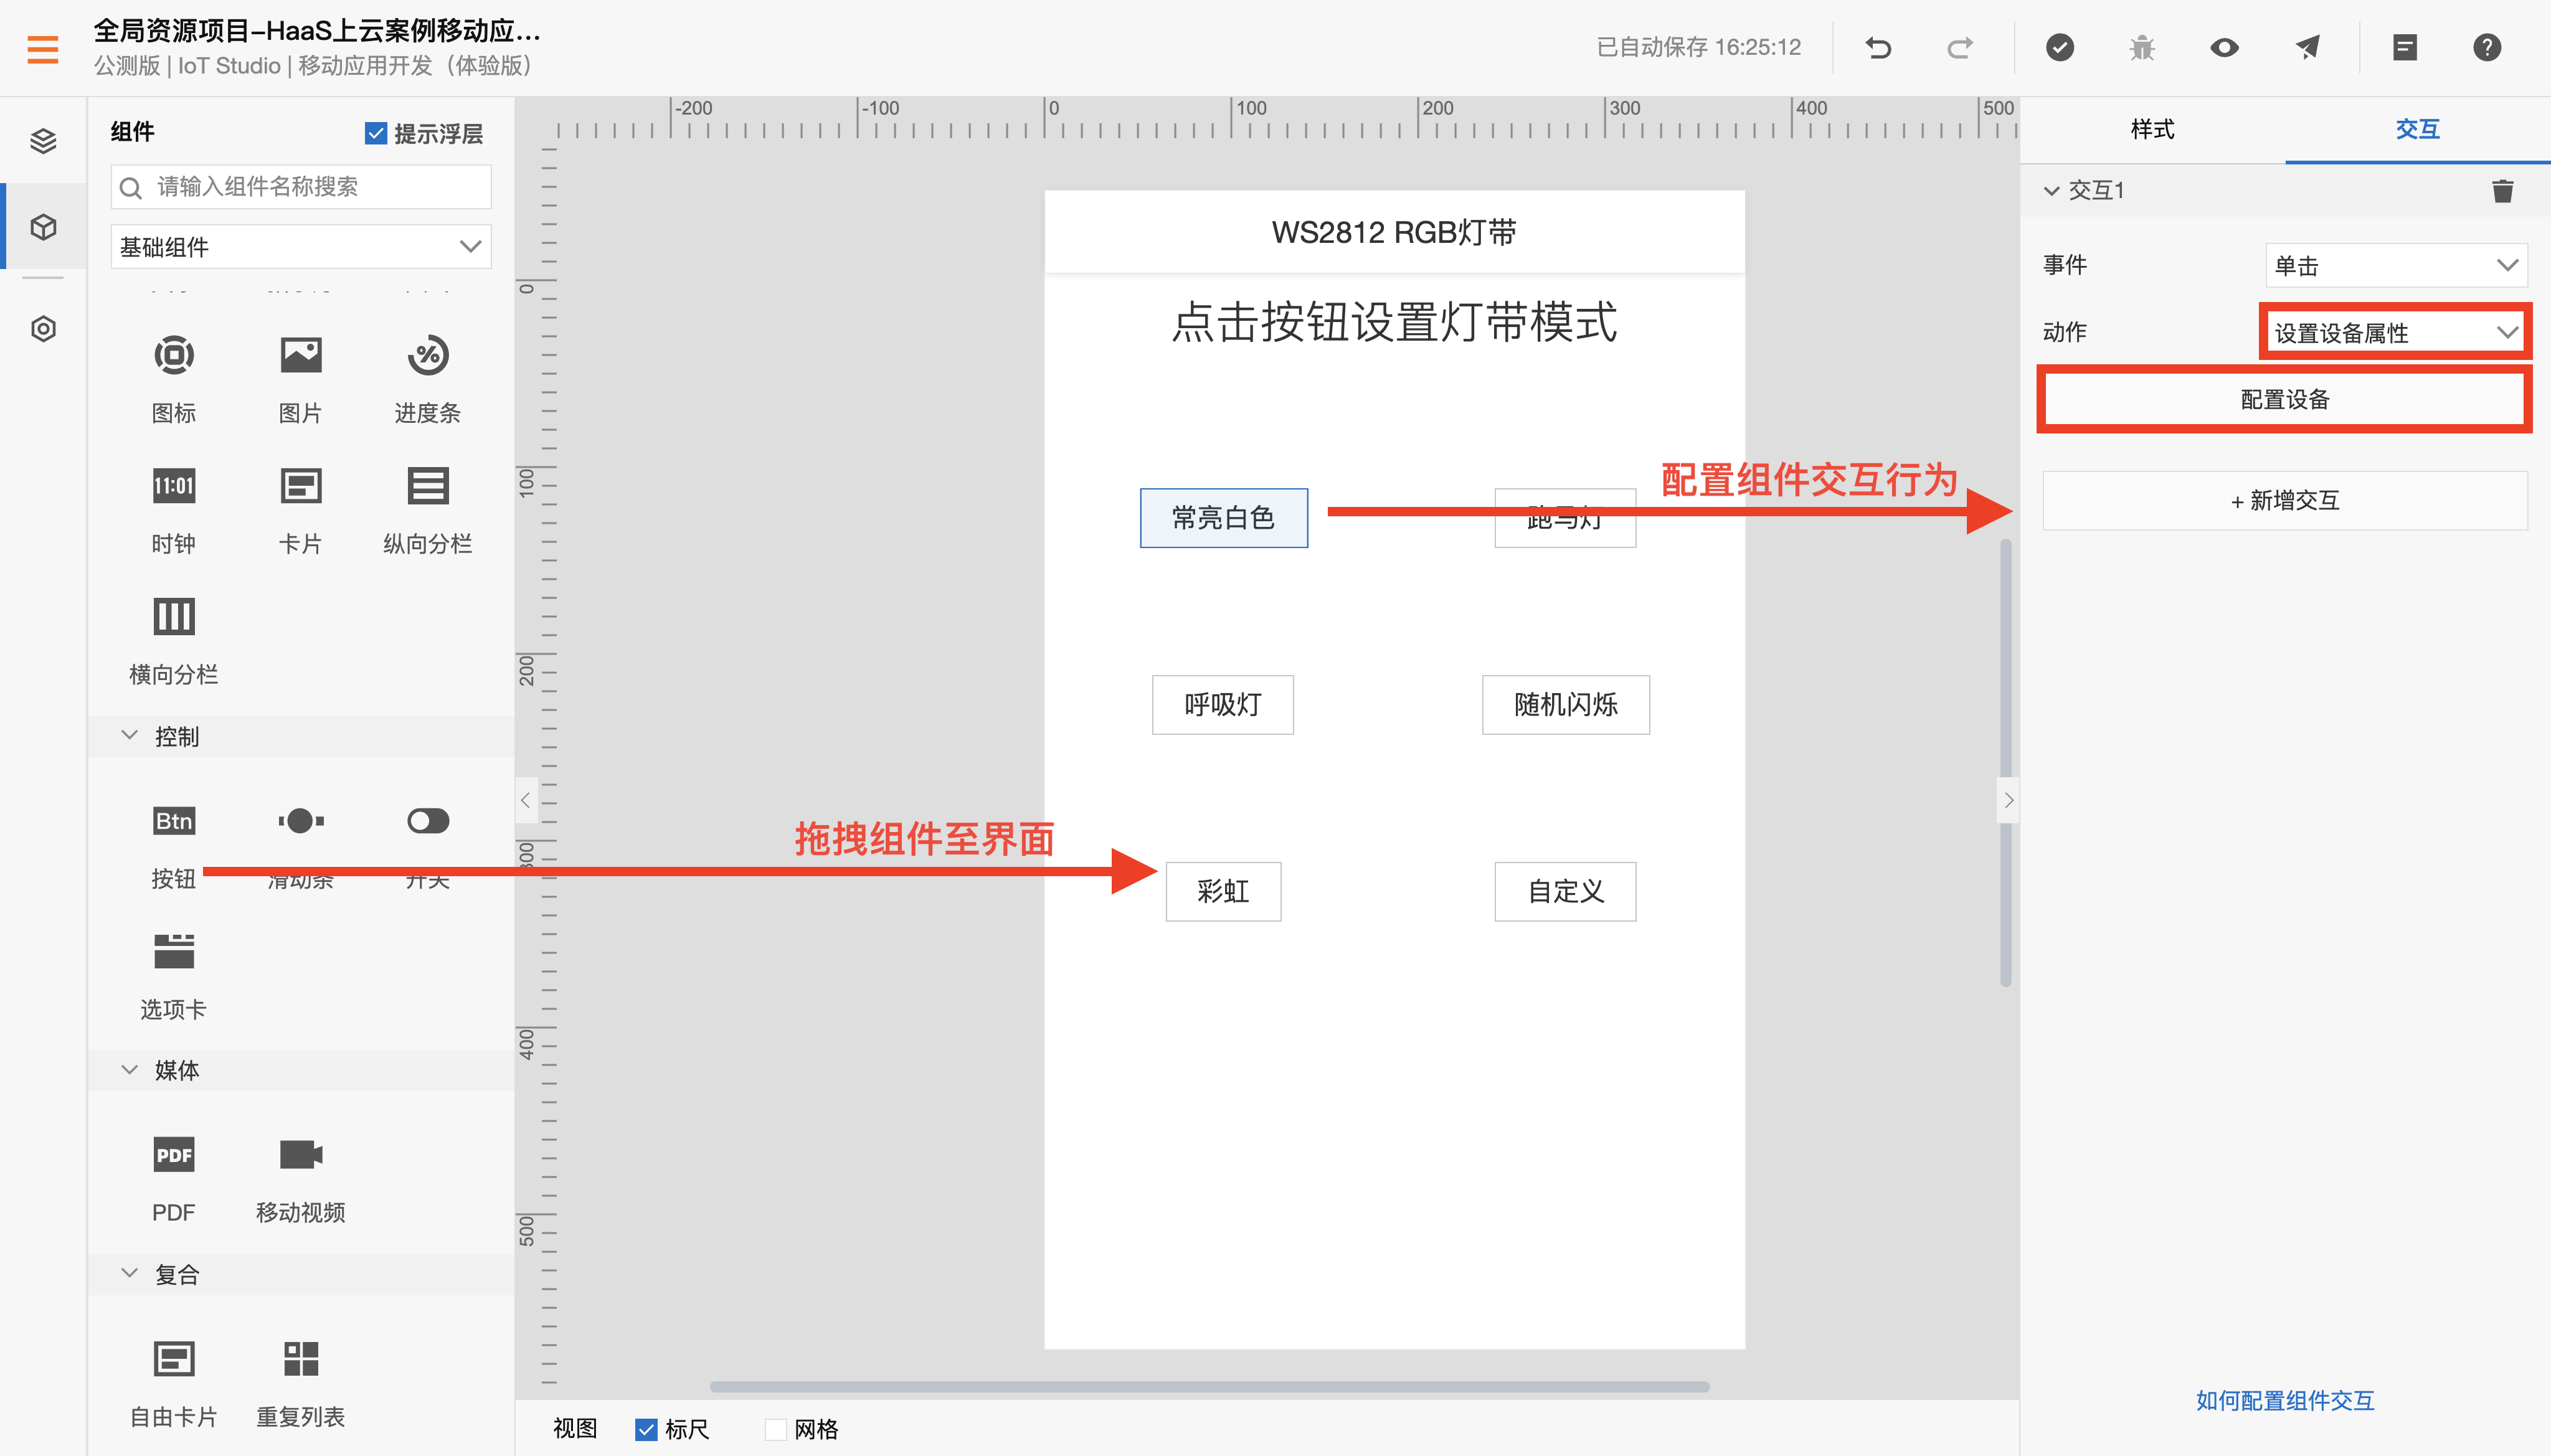 全局资源项目-HaaS上云案例移动应...
公测版 | IoT Studio | 移动应用开发（体验版）
已自动保存 16:25:12
组件
提示浮层
请输入组件名称搜索
基础组件
图标 图片 进度条
11:01
时钟 卡片 纵向分栏
横向分栏
控制
Btn
按钮 滑动条 开关
选项卡
媒体
PDF
PDF 移动视频
复合
自由卡片 重复列表
-200 -100 0 100 200 300 400 500
0
100
200
300
400
500
WS2812 RGB灯带
点击按钮设置灯带模式
配置组件交互行为
常亮白色 跑马灯
呼吸灯 随机闪烁
拖拽组件至界面
彩虹 自定义
视图 标尺 网格
样式 交互
交互1
事件 单击
动作 设置设备属性
配置设备
+ 新增交互
如何配置组件交互